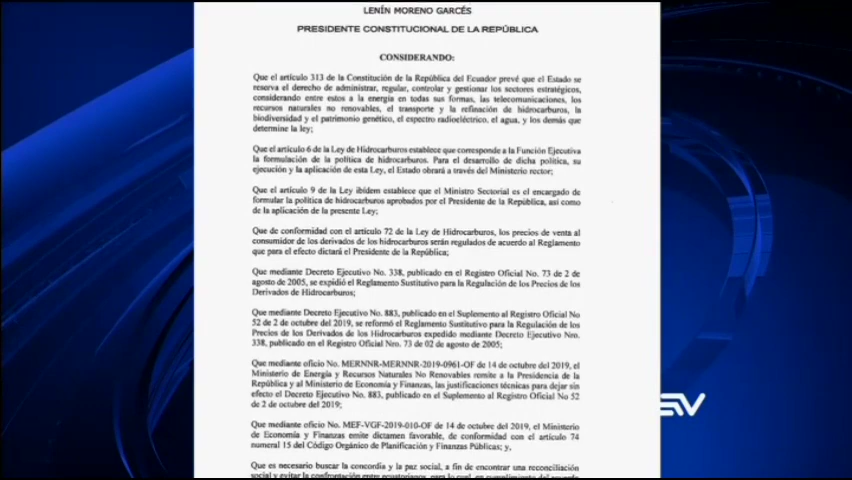 LENÍN MORENO GARCÉS
PRESIDENTE CONSTITUCIONAL DE LA REPÚBLICA
CONSIDERANDO:
Que el artículo 313 de la Constitución de la República del Ecuador prevé que el Estado se
reserva el derecho de administrar, regular, controlar y gestionar los sectores estratégicos,
considerando entre estos a la energía en todas sus formas, las telecomunicaciones, los
recursos naturales no renovables, el transporte y la refinación de hidrocarburos, la
biodiversidad y el patrimonio genético, el espectro radioeléctrico, el agua, y los demás que
determine la ley;
Que el artículo 6 de la Ley de Hidrocarburos establece que corresponde a la Función Ejecutiva
la formulación de la política de hidrocarburos. Para el desarrollo de dicha política, su
ejecución y la aplicación de esta Ley, el Estado obrará a través del Ministerio rector;
Que el artículo 9 de la Ley ibídem establece que el Ministro Sectorial es el encargado de
formular la política de hidrocarburos aprobados por el Presidente de la República, así como
de la aplicación de la presente Ley;
Que de conformidad con el artículo 72 de la Ley de Hidrocarburos, los precios de venta al
consumidor de los derivados de los hidrocarburos serán regulados de acuerdo al Reglamento
que para el efecto dictará el Presidente de la República;
Que mediante Decreto Ejecutivo No. 338, publicado en el Registro Oficial No. 73 de 2 de
agosto de 2005, se expidió el Reglamento Sustitutivo para la Regulación de los Precios de los
Derivados de Hidrocarburos;
Que mediante Decreto Ejecutivo No. 883, publicado en el Suplemento al Registro Oficial No
52 de 2 de octubre del 2019, se reformó el Reglamento Sustitutivo para la Regulación de los
Precios de los Derivados de los Hidrocarburos expedido mediante Decreto Ejecutivo Nro.
338, publicado en el Registro Oficial Nro. 73 de 02 de agosto de 2005;
Que mediante oficio No. MERNNR-MERNNR-2019-0961-OF de 14 de octubre del 2019, el
Ministerio de Energía y Recursos Naturales No Renovables remite a la Presidencia de la
República y al Ministerio de Economía y Finanzas, las justificaciones técnicas para dejar sin
efecto el Decreto Ejecutivo No. 883, publicado en el Suplemento al Registro Oficial No 52
de 2 de octubre del 2019;
Que mediante oficio No. MEF-VGF-2019-010-OF de 14 de octubre del 2019, el Ministerio
de Economía y Finanzas emite dictamen favorable, de conformidad con el artículo 74
numeral 15 del Código Orgánico de Planificación y Finanzas Públicas; y,
Que es necesario buscar la concordia y la paz social, a fin de encontrar una reconciliación
social y evitar la confrontación entre ecuatorianos, para lo cual, en cumplimiento del acuerdo